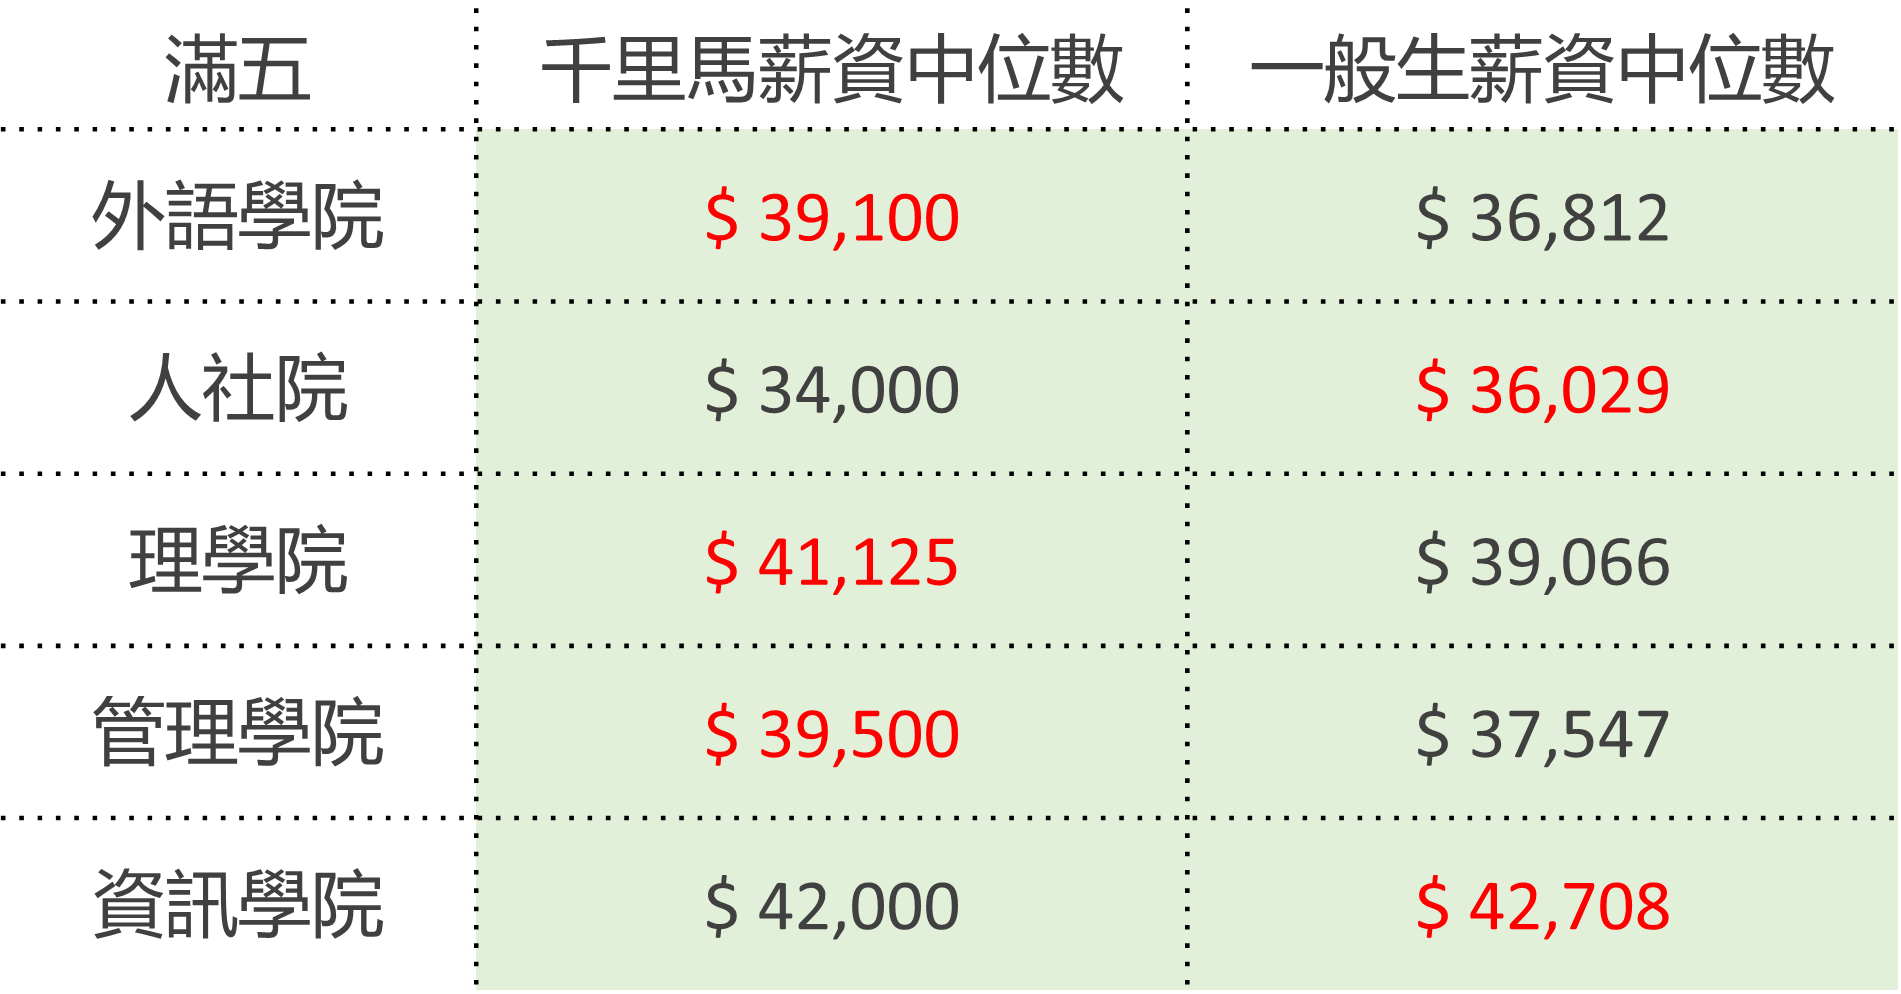 滿五 千里馬薪資中位數 一般生薪資中位數
外語學院 $ 39,100 $ 36,812
人社院 $ 34,000 $ 36,029
理學院 $ 41,125 $ 39,066
管理學院 $ 39,500 $ 37,547
資訊學院 $ 42,000 $ 42,708